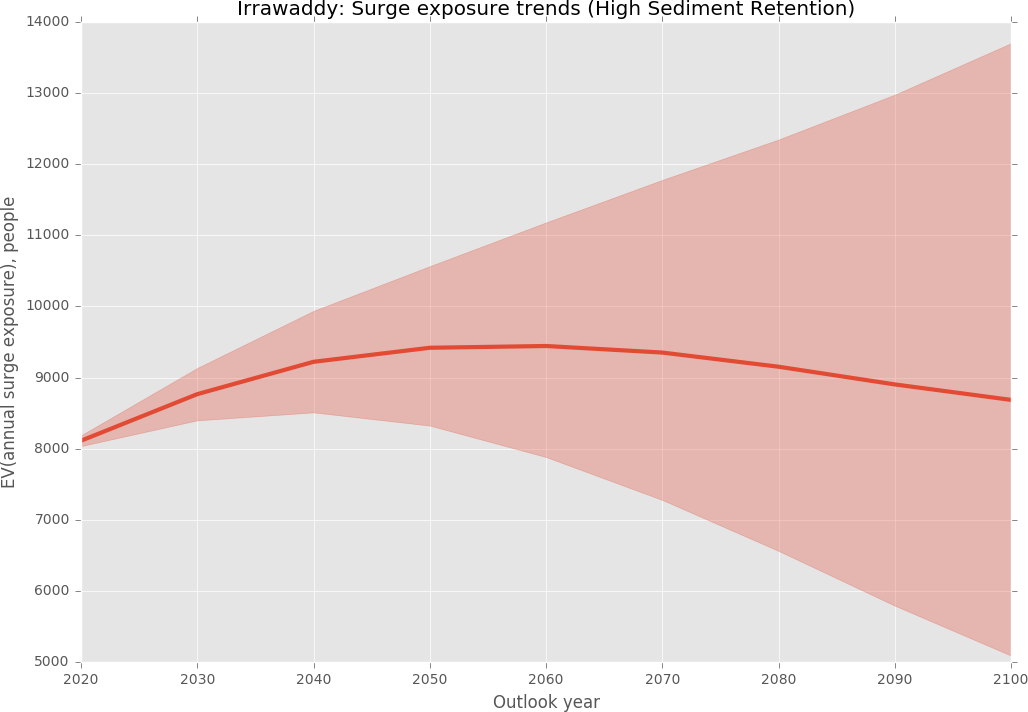 Irrawaddy: Surge exposure trends (High Sediment Retention)
EV(annual surge exposure), people
14000
13000
12000
11000
10000
9000
8000
7000
6000
5000
2020 2030 2040 2050 2060 2070 2080 2090 2100
Outlook year